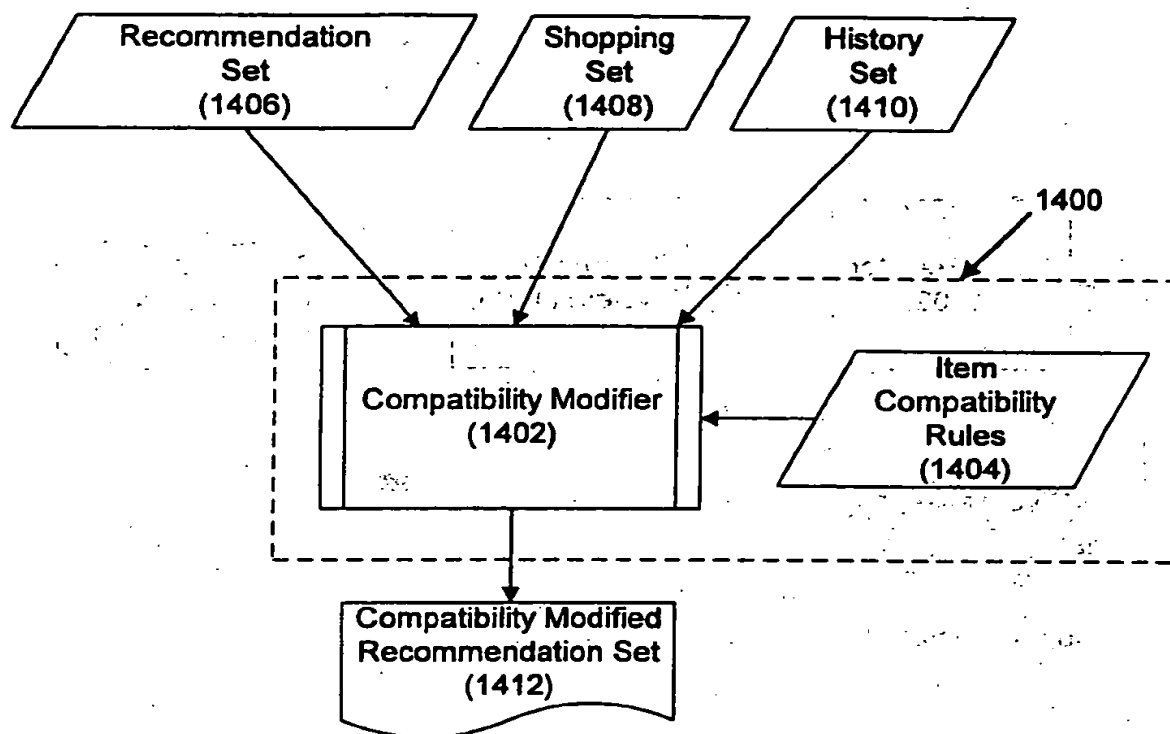 Recommendation
Set
(1406)
Shopping
Set
(1408)
History
Set
(1410)
1400
Compatibility Modifier
(1402)
Item
Compatibility
Rules
(1404)
Compatibility Modified
Recommendation Set
(1412)